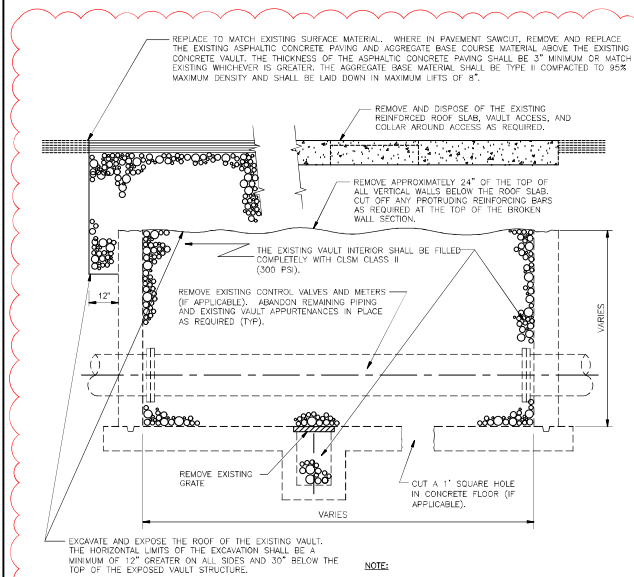 REPLACE TO MATCH EXISTING SURFACE MATERIAL.  WHERE IN PAVEMENT SAWCUT, REMOVE AND REPLACE
THE EXISTING ASPHALTIC CONCRETE PAVING AND AGGREGATE BASE COURSE MATERIAL ABOVE THE EXISTING
CONCRETE VAULT. THE THICKNESS OF THE ASPHALTIC CONCRETE PAVING SHALL BE 3" MINIMUM OR MATCH
EXISTING WHICHEVER IS GREATER. THE AGGREGATE BASE MATERIAL SHALL BE TYPE II COMPACTED TO 95%
MAXIMUM DENSITY AND SHALL BE LAID DOWN IN MAXIMUM LIFTS OF 8".
REMOVE AND DISPOSE OF THE EXISTING
REINFORCED ROOF SLAB, VAULT ACCESS, AND
COLLAR AROUND ACCESS AS REQUIRED.
REMOVE APPROXIMATELY 24" OF THE TOP OF
ALL VERTICAL WALLS BELOW THE ROOF SLAB.
CUT OFF ANY PROTRUDING REINFORCING BARS
AS REQUIRED AT THE TOP OF THE BROKEN
WALL SECTION.
THE EXISTING VAULT INTERIOR SHALL BE FILLED
COMPLETELY WITH CLSM CLASS II
(300 PSI).
REMOVE EXISTING CONTROL VALVES AND METERS
(IF APPLICABLE).  ABANDON REMAINING PIPING
AND EXISTING VAULT APPURTENANCES IN PLACE
AS REQUIRED (TYP).
12"
VARIES
REMOVE EXISTING
GRATE
CUT A 1' SQUARE HOLE
IN CONCRETE FLOOR (IF
APPLICABLE).
VARIES
EXCAVATE AND EXPOSE THE ROOF OF THE EXISTING VAULT.
THE HORIZONTAL LIMITS OF THE EXCAVATION SHALL BE A
MINIMUM OF 12" GREATER ON ALL SIDES AND 30" BELOW THE
TOP OF THE EXPOSED VAULT STRUCTURE.
NOTE: